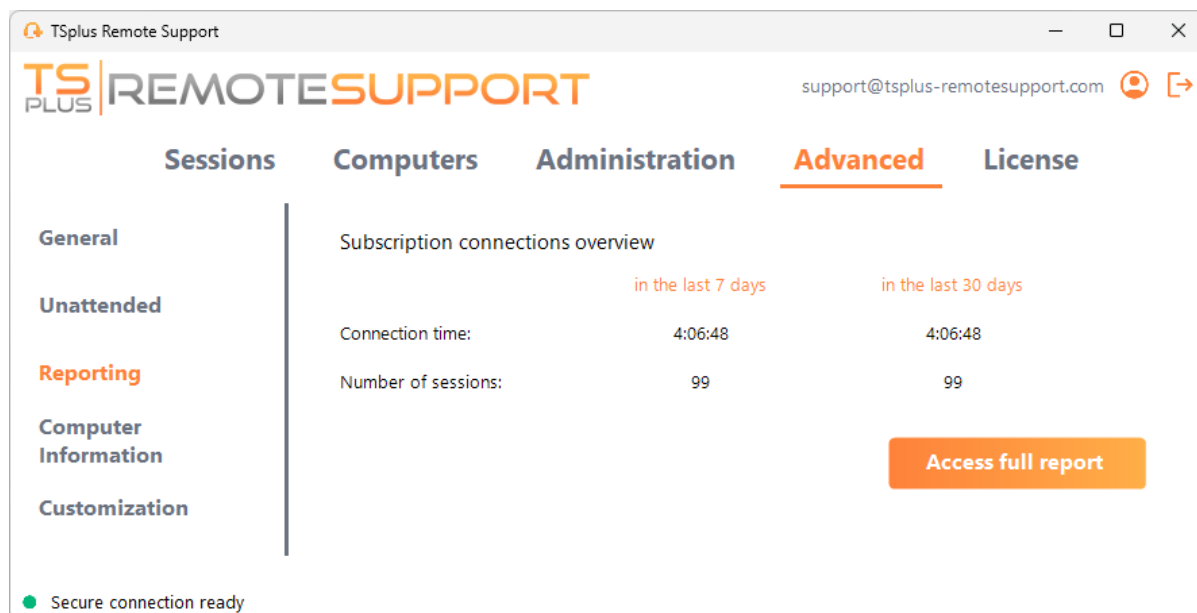 TSplus Remote Support
TS PLUS REMOTESUPPORT
support@tsplus-remotesupport.com
Sessions Computers Administration Advanced License
General
Unattended
Reporting
Computer
Information
Customization
Subscription connections overview
in the last 7 days in the last 30 days
Connection time: 4:06:48 4:06:48
Number of sessions: 99 99
Access full report
Secure connection ready